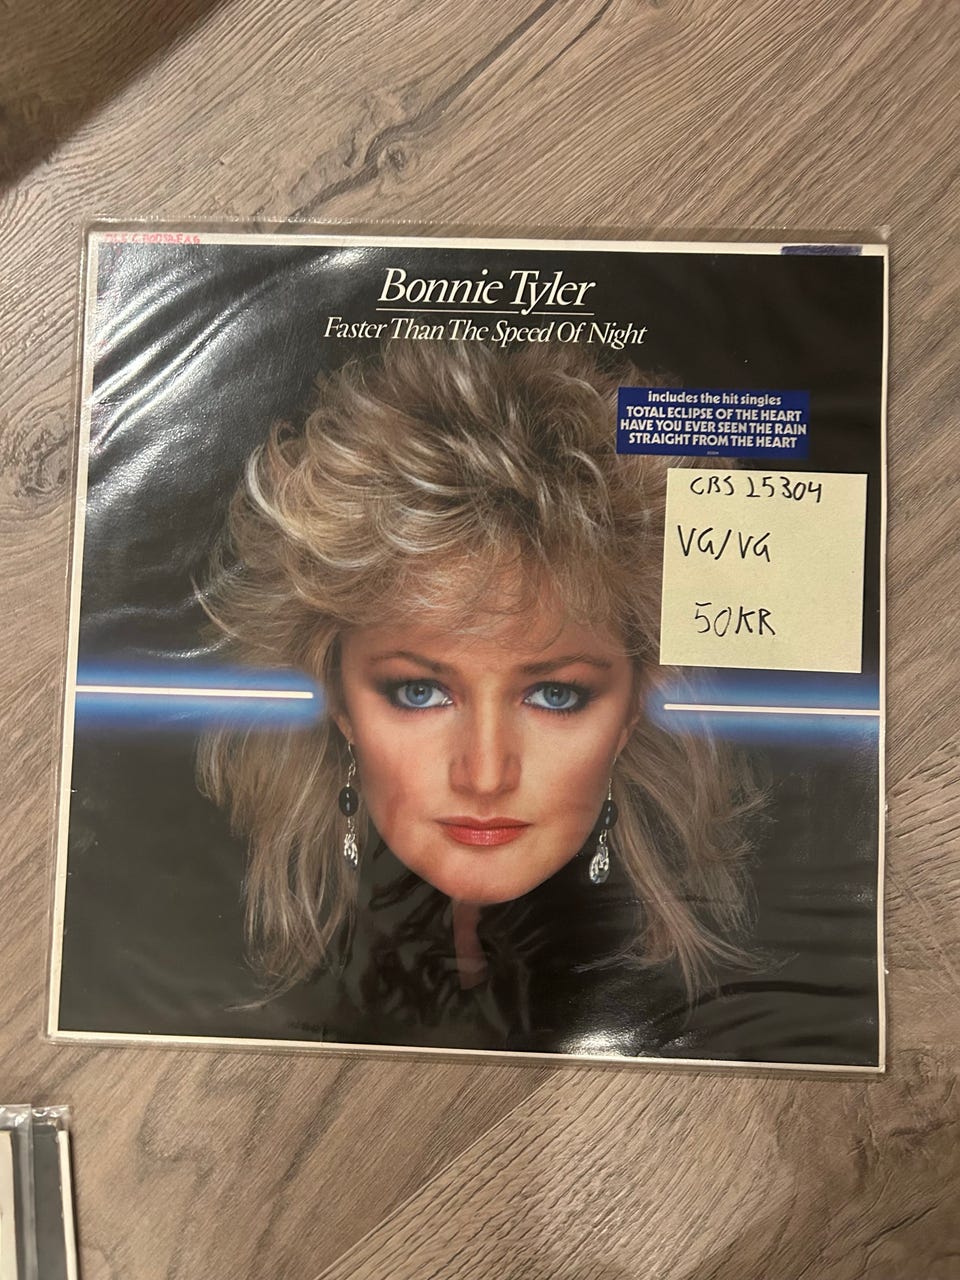 Bonnie Tyler
Faster Than The Speed Of Night
includes the hit singles
TOTAL ECLIPSE OF THE HEART
HAVE YOU EVER SEEN THE RAIN
STRAIGHT FROM THE HEART
CBS 25304
VG/VG
50KR